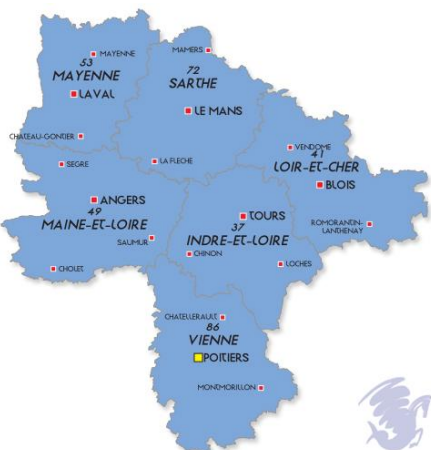 MAYENNE
53
MAYENNE
LAVAL
CHATEAU-GONTIER
MAMERS
72
SARTHE
LE MANS
LA FLECHE
VENDOME
41
LOIR-ET-CHER
BLOIS
ROMORANTIN-
LANTHENAY
SEGRE
ANGERS
49
MAINE-ET-LOIRE
SAUMUR
CHOLET
TOURS
37
INDRE-ET-LOIRE
CHINON
LOCHES
CHATELLERAULT
86
VIENNE
POITIERS
MONTMORILLON